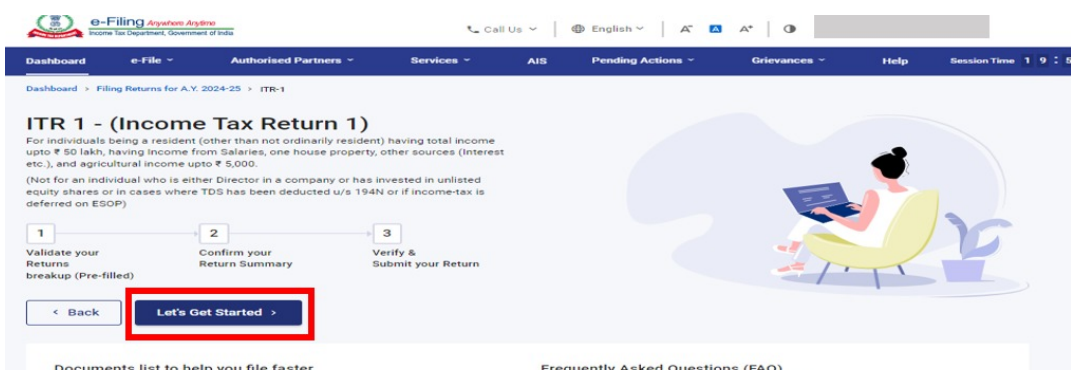 e-Filing Anywhere Anytime
Income Tax Department, Government of India
Call Us
English
A-
A
A+
Dashboard e-File Authorised Partners Services AIS Pending Actions Grievances Help Session Time 1 9 : 5
Dashboard > Filing Returns for A.Y. 2024-25 > ITR-1
ITR 1 - (Income Tax Return 1)
For individuals being a resident (other than not ordinarily resident) having total income
upto ₹ 50 lakh, having Income from Salaries, one house property, other sources (Interest
etc.), and agricultural income upto ₹ 5,000.
(Not for an individual who is either Director in a company or has invested in unlisted
equity shares or in cases where TDS has been deducted u/s 194N or if income-tax is
deferred on ESOP)
1
Validate your
Returns
breakup (Pre-filled)
2
Confirm your
Return Summary
3
Verify &
Submit your Return
< Back
Let's Get Started >
Documents list to help you file faster
Frequently Asked Questions (FAQ)